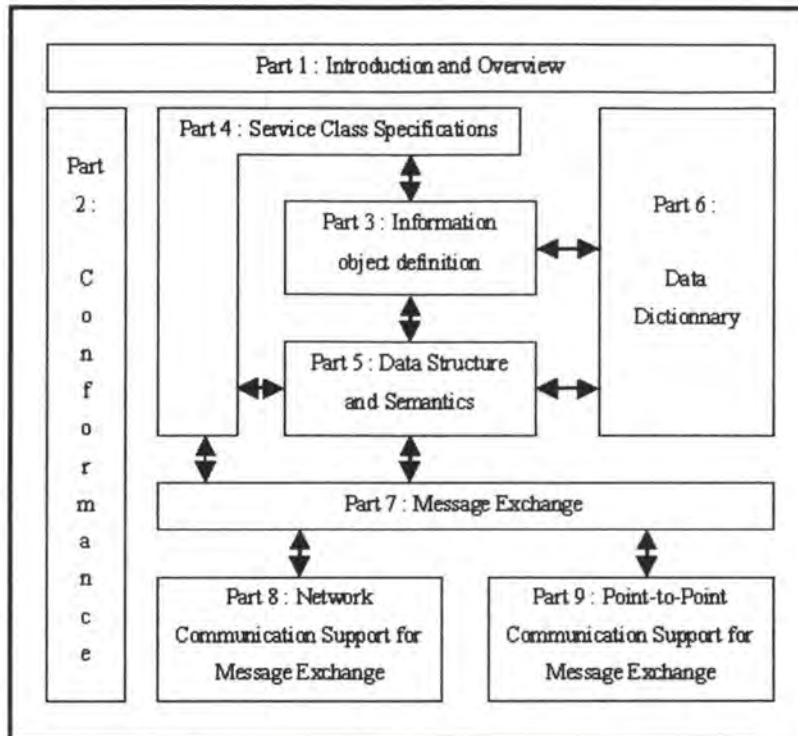 Part 1 : Introduction and Overview
Part
2 :
C
o
n
f
o
r
m
a
n
c
e
Part 4 : Service Class Specifications
Part 3 : Information
object definition
Part 6 :
Data
Dictionnary
Part 5 : Data Structure
and Semantics
Part 7 : Message Exchange
Part 8 : Network
Communication Support for
Message Exchange
Part 9 : Point-to-Point
Communication Support for
Message Exchange